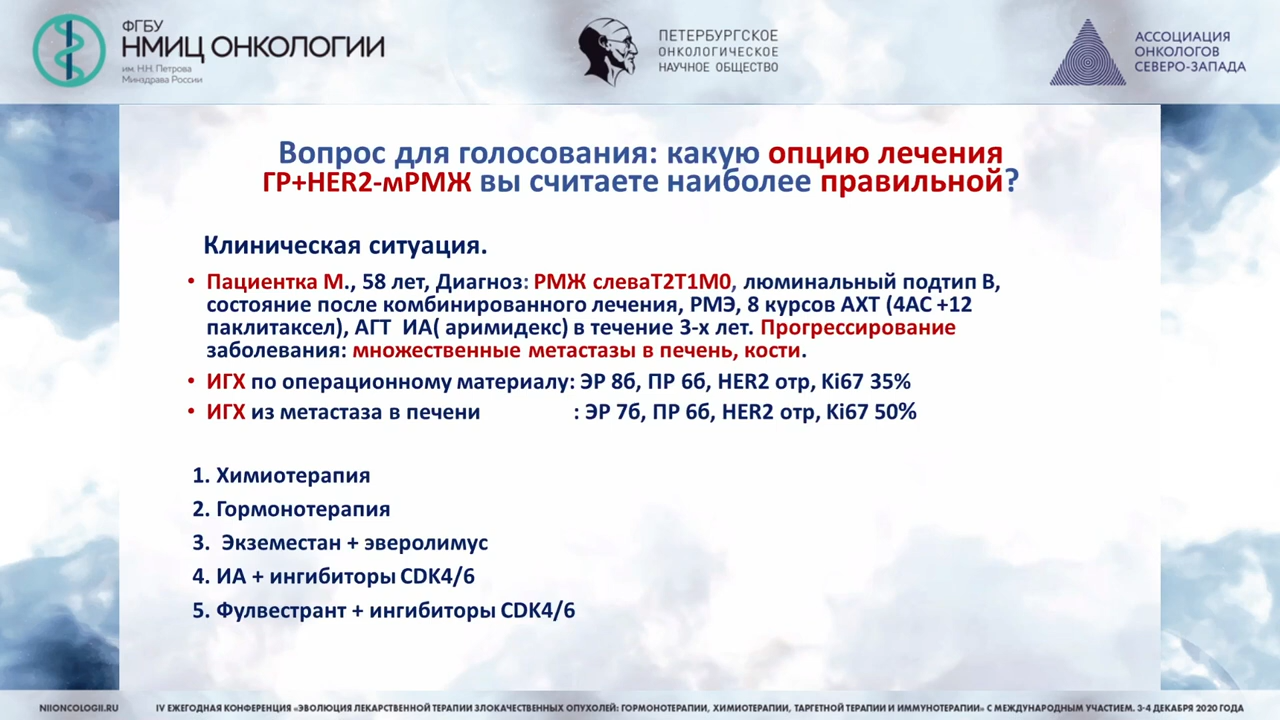 ФГБУ
НМИЦ ОНКОЛОГИИ
им. Н.Н. Петрова
Минздрава России
ПЕТЕРБУРГСКОЕ
ОНКОЛОГИЧЕСКОЕ
НАУЧНОЕ ОБЩЕСТВО
АССОЦИАЦИЯ
ОНКОЛОГОВ
СЕВЕРО-ЗАПАДА
Вопрос для голосования: какую опцию лечения
ГР+HER2-мРМЖ вы считаете наиболее правильной?
Клиническая ситуация.
• Пациентка М., 58 лет, Диагноз: РМЖ слеваТ2Т1М0, люминальный подтип В,
состояние после комбинированного лечения, РМЭ, 8 курсов АХТ (4АС +12
паклитаксел), АГТ ИА( аримидекс) в течение 3-х лет. Прогрессирование
заболевания: множественные метастазы в печень, кости.
• ИГХ по операционному материалу: ЭР 8б, ПР 6б, HER2 отр, Ki67 35%
• ИГХ из метастаза в печени : ЭР 7б, ПР 6б, HER2 отр, Ki67 50%
1. Химиотерапия
2. Гормонотерапия
3. Экземестан + эверолимус
4. ИА + ингибиторы CDK4/6
5. Фулвестрант + ингибиторы CDK4/6
NIIONCOLOGII.RU IV ЕЖЕГОДНАЯ КОНФЕРЕНЦИЯ «ЭВОЛЮЦИЯ ЛЕКАРСТВЕННОЙ ТЕРАПИИ ЗЛОКАЧЕСТВЕННЫХ ОПУХОЛЕЙ: ГОРМОНОТЕРАПИИ, ХИМИОТЕРАПИИ, ТАРГЕТНОЙ ТЕРАПИИ И ИММУНОТЕРАПИИ» С МЕЖДУНАРОДНЫМ УЧАСТИЕМ. 3-4 ДЕКАБРЯ 2020 ГОДА